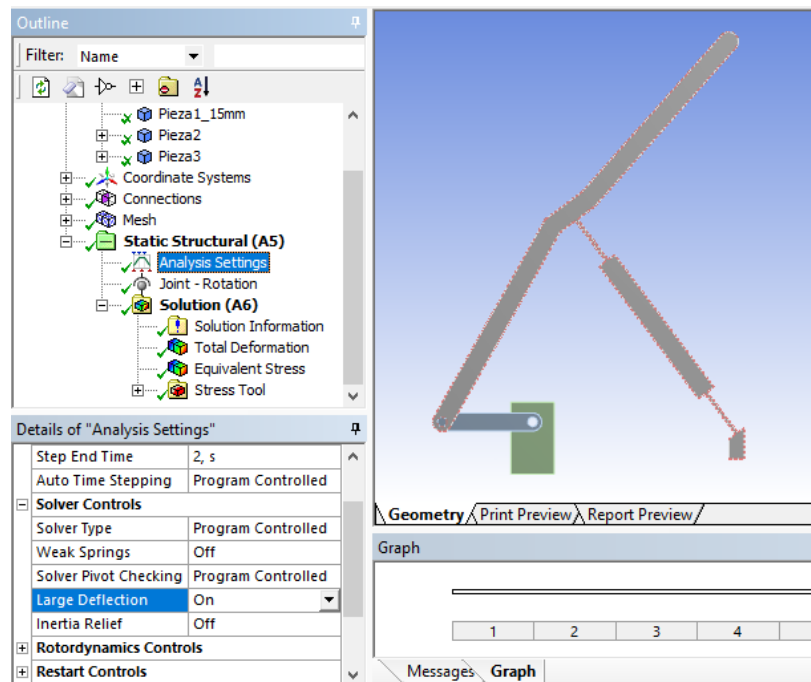 Outline
Filter: Name
Pieza1_15mm
Pieza2
Pieza3
Coordinate Systems
Connections
Mesh
Static Structural (A5)
Analysis Settings
Joint - Rotation
Solution (A6)
Solution Information
Total Deformation
Equivalent Stress
Stress Tool
Details of "Analysis Settings"
Step End Time 2, s
Auto Time Stepping Program Controlled
Solver Controls
Solver Type Program Controlled
Weak Springs Off
Solver Pivot Checking Program Controlled
Large Deflection On
Inertia Relief Off
Rotordynamics Controls
Restart Controls
Geometry Print Preview Report Preview
Graph
1 2 3 4
Messages Graph